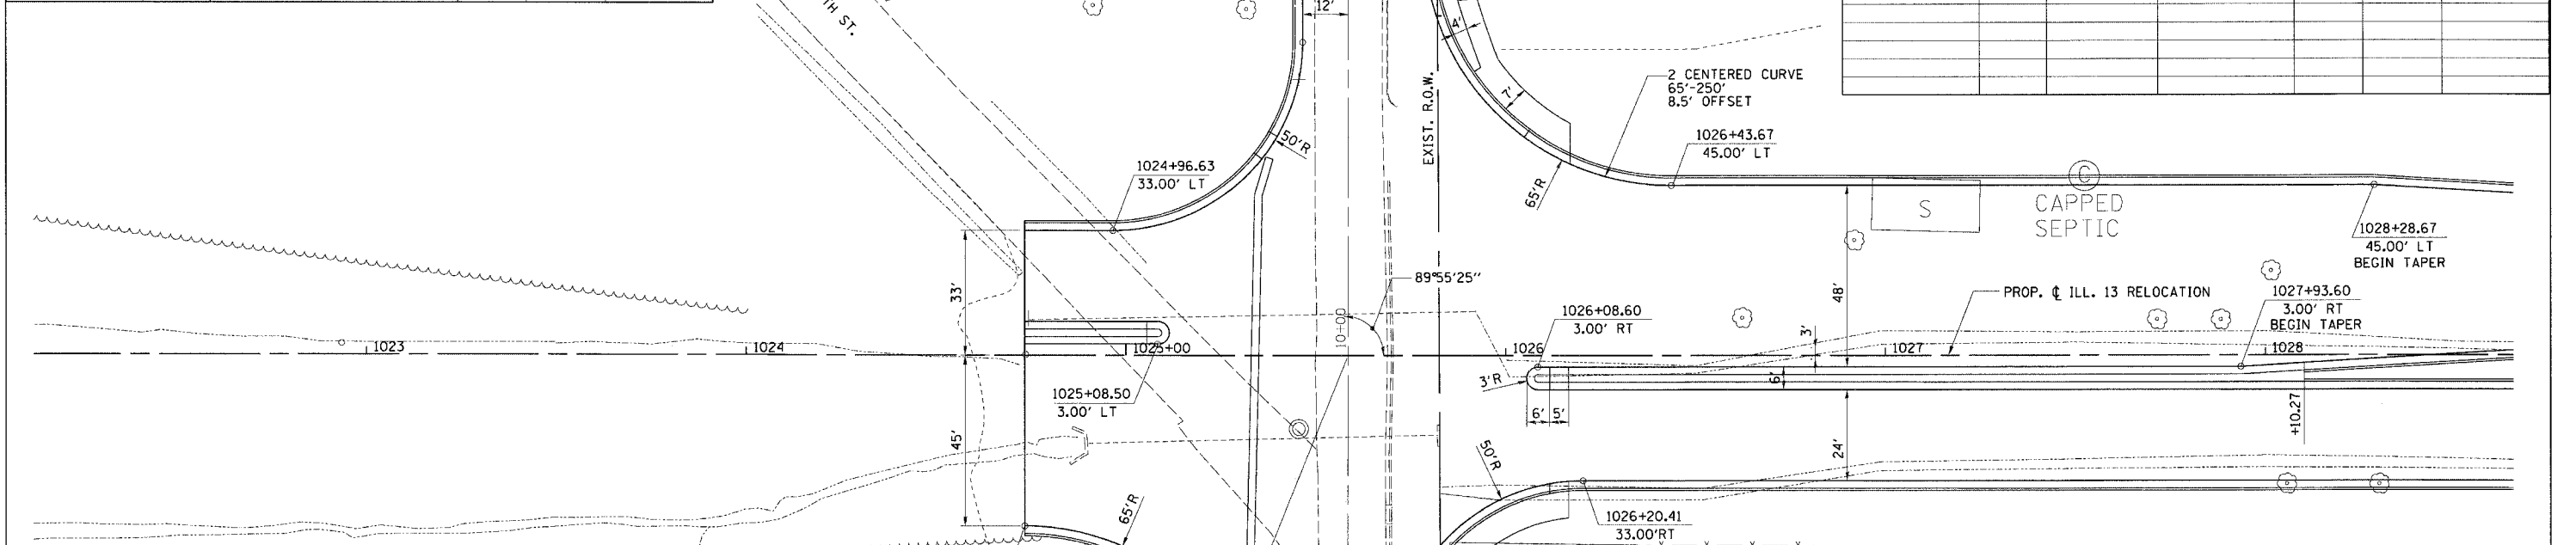 TH ST.
12'
4'
7'
2 CENTERED CURVE
65'-250'
8.5' OFFSET
EXIST. R.O.W.
50'R
1026+43.67
45.00' LT
1024+96.63
33.00' LT
65'R
S
C
CAPPED
SEPTIC
1028+28.67
45.00' LT
BEGIN TAPER
33'
89°55'25"
48'
PROP. ℄ ILL. 13 RELOCATION
1026+08.60
3.00' RT
1027+93.60
3.00' RT
BEGIN TAPER
10+00
3'
1023
1024
1025+00
1026
1027
1028
3'R
6'
1025+08.50
3.00' LT
6'
5'
+10.27
45'
24'
50'R
65'R
1026+20.41
33.00'RT